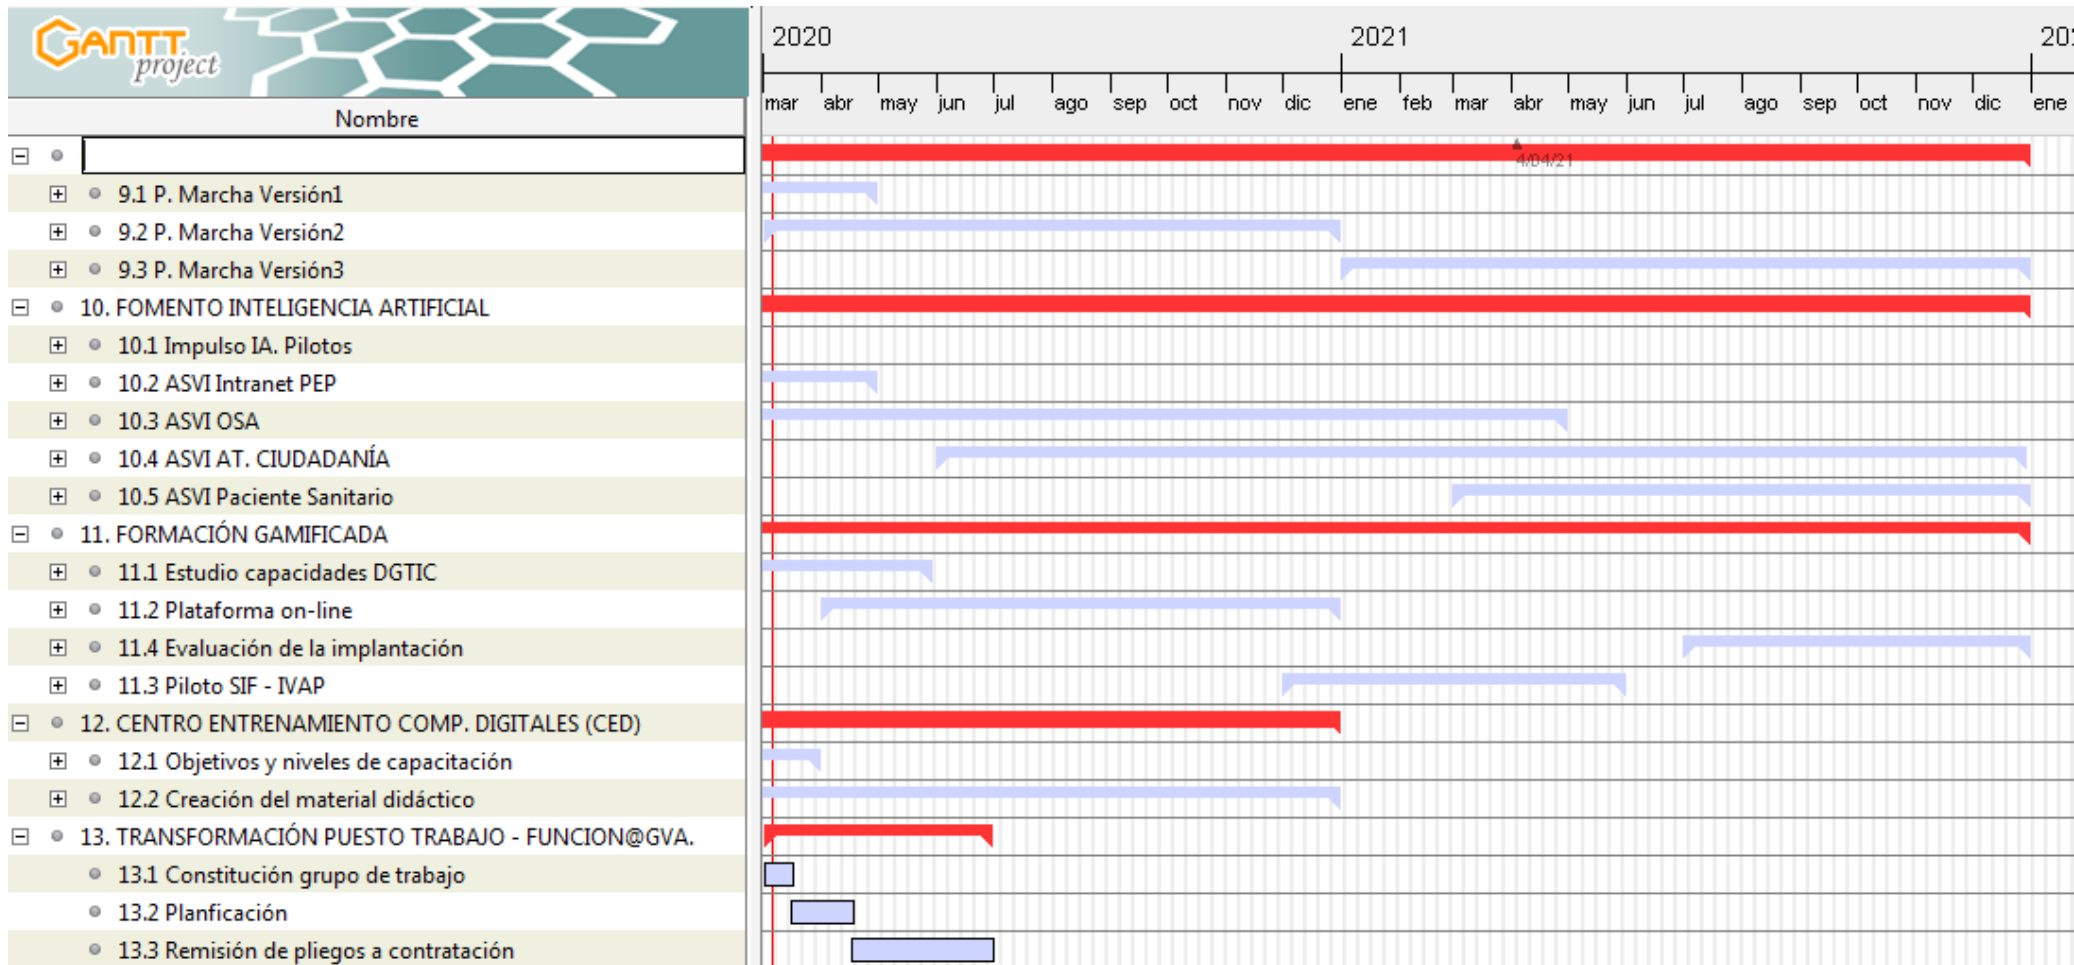 GANTT
project
2020 2021
mar abr may jun jul ago sep oct nov dic ene feb mar abr may jun jul ago sep oct nov dic ene
Nombre
4/04/21
9.1 P. Marcha Versión1
9.2 P. Marcha Versión2
9.3 P. Marcha Versión3
10. FOMENTO INTELIGENCIA ARTIFICIAL
10.1 Impulso IA. Pilotos
10.2 ASVI Intranet PEP
10.3 ASVI OSA
10.4 ASVI AT. CIUDADANÍA
10.5 ASVI Paciente Sanitario
11. FORMACIÓN GAMIFICADA
11.1 Estudio capacidades DGTIC
11.2 Plataforma on-line
11.4 Evaluación de la implantación
11.3 Piloto SIF - IVAP
12. CENTRO ENTRENAMIENTO COMP. DIGITALES (CED)
12.1 Objetivos y niveles de capacitación
12.2 Creación del material didáctico
13. TRANSFORMACIÓN PUESTO TRABAJO - FUNCION@GVA.
13.1 Constitución grupo de trabajo
13.2 Planficación
13.3 Remisión de pliegos a contratación